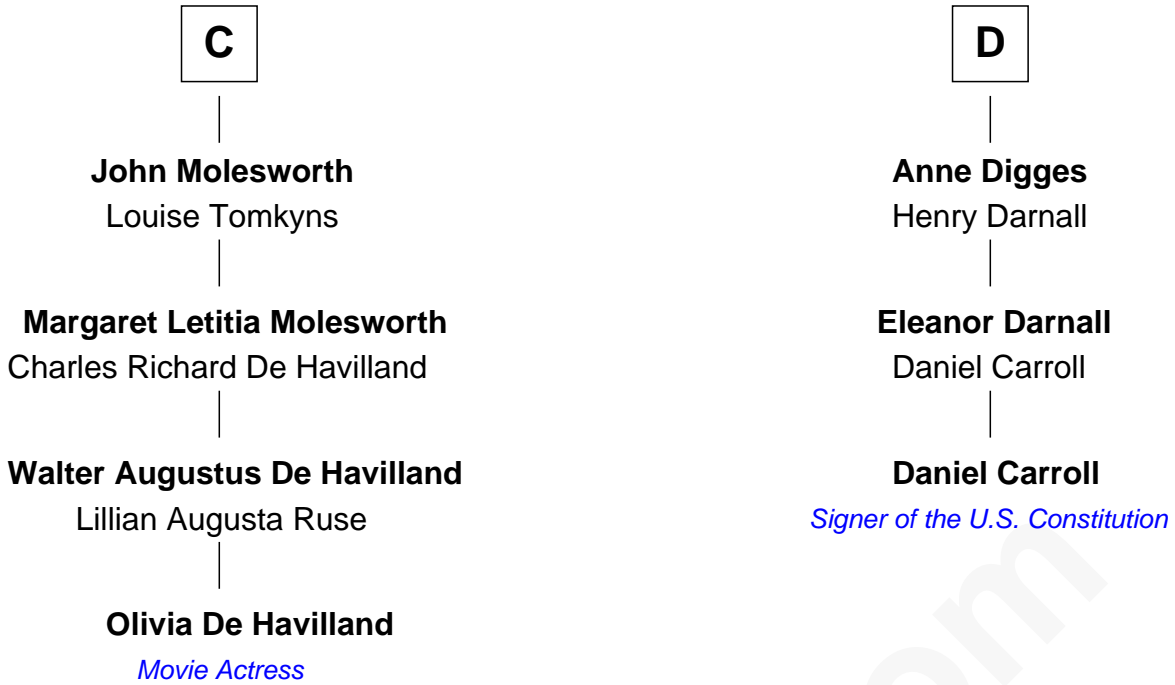 C
John Molesworth
Louise Tomkyns
Margaret Letitia Molesworth
Charles Richard De Havilland
Walter Augustus De Havilland
Lillian Augusta Ruse
Olivia De Havilland
Movie Actress
D
Anne Digges
Henry Darnall
Eleanor Darnall
Daniel Carroll
Daniel Carroll
Signer of the U.S. Constitution
om